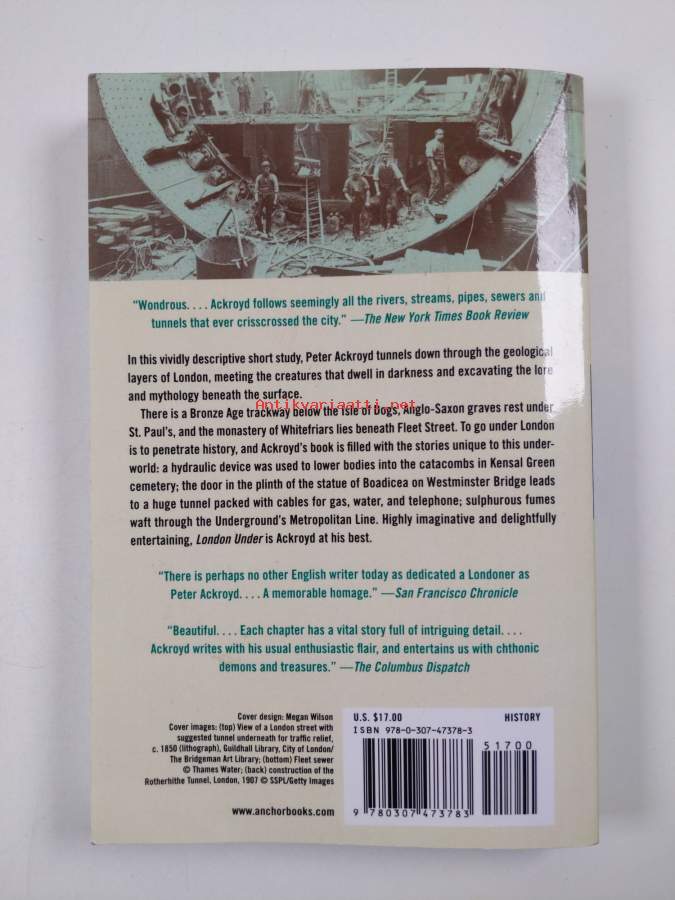 "Wondrous. . . . Ackroyd follows seemingly all the rivers, streams, pipes, sewers and
tunnels that ever crisscrossed the city." —The New York Times Book Review
In this vividly descriptive short study, Peter Ackroyd tunnels down through the geological
layers of London, meeting the creatures that dwell in darkness and excavating the lore
and mythology beneath the surface.
Antikvariaatti.net
There is a Bronze Age trackway below the Isle of Dogs, Anglo-Saxon graves rest under
St. Paul's, and the monastery of Whitefriars lies beneath Fleet Street. To go under London
is to penetrate history, and Ackroyd's book is filled with the stories unique to this under-
world: a hydraulic device was used to lower bodies into the catacombs in Kensal Green
cemetery; the door in the plinth of the statue of Boadicea on Westminster Bridge leads
to a huge tunnel packed with cables for gas, water, and telephone; sulphurous fumes
waft through the Underground's Metropolitan Line. Highly imaginative and delightfully
entertaining, London Under is Ackroyd at his best.
"There is perhaps no other English writer today as dedicated a Londoner as
Peter Ackroyd. . . . A memorable homage." —San Francisco Chronicle
"Beautiful. . . . Each chapter has a vital story full of intriguing detail. . . .
Ackroyd writes with his usual enthusiastic flair, and entertains us with chthonic
demons and treasures." —The Columbus Dispatch
Cover design: Megan Wilson
Cover images: (top) View of a London street with
suggested tunnel underneath for traffic relief,
c. 1850 (lithograph), Guildhall Library, City of London/
The Bridgeman Art Library; (bottom) Fleet sewer
© Thames Water; (back) construction of the
Rotherhithe Tunnel, London, 1907 © SSPL/Getty Images
www.anchorbooks.com
U.S. $17.00 HISTORY
ISBN 978-0-307-47378-3
51700
9 780307 473783